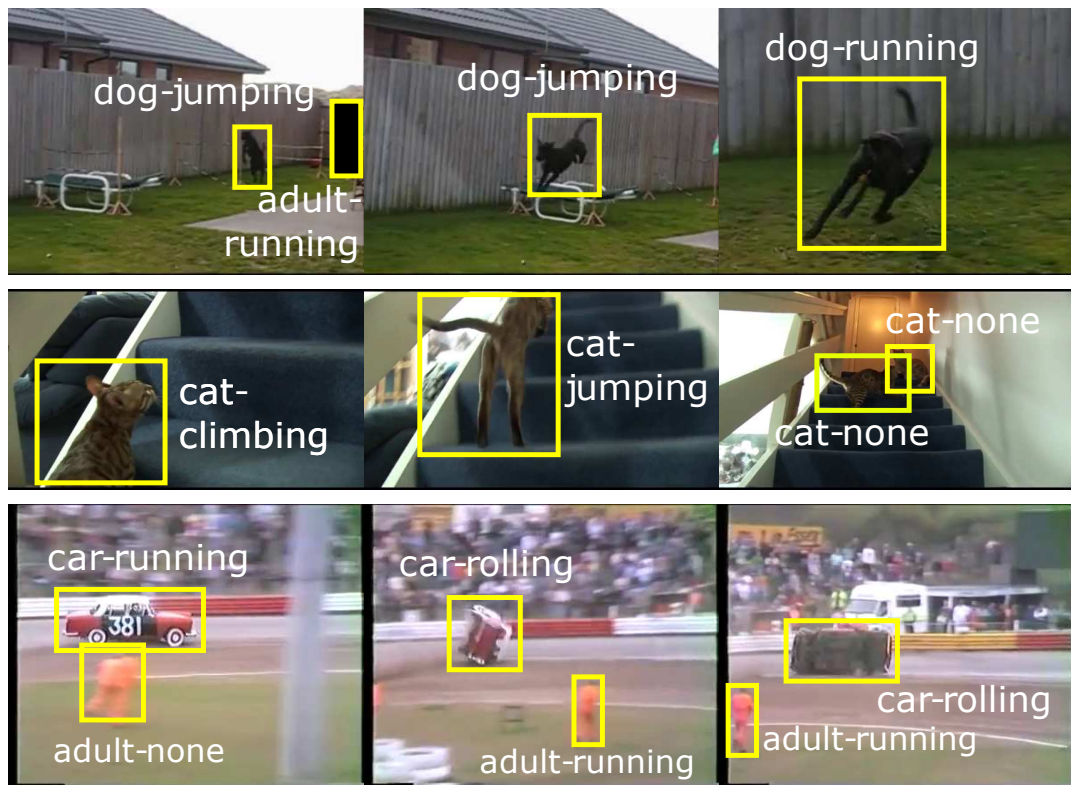 dog-jumping
adult-
running
dog-jumping
dog-running
cat-
climbing
cat-
jumping
cat-none
cat-none
car-running
381
adult-none
car-rolling
adult-running
car-rolling
adult-running